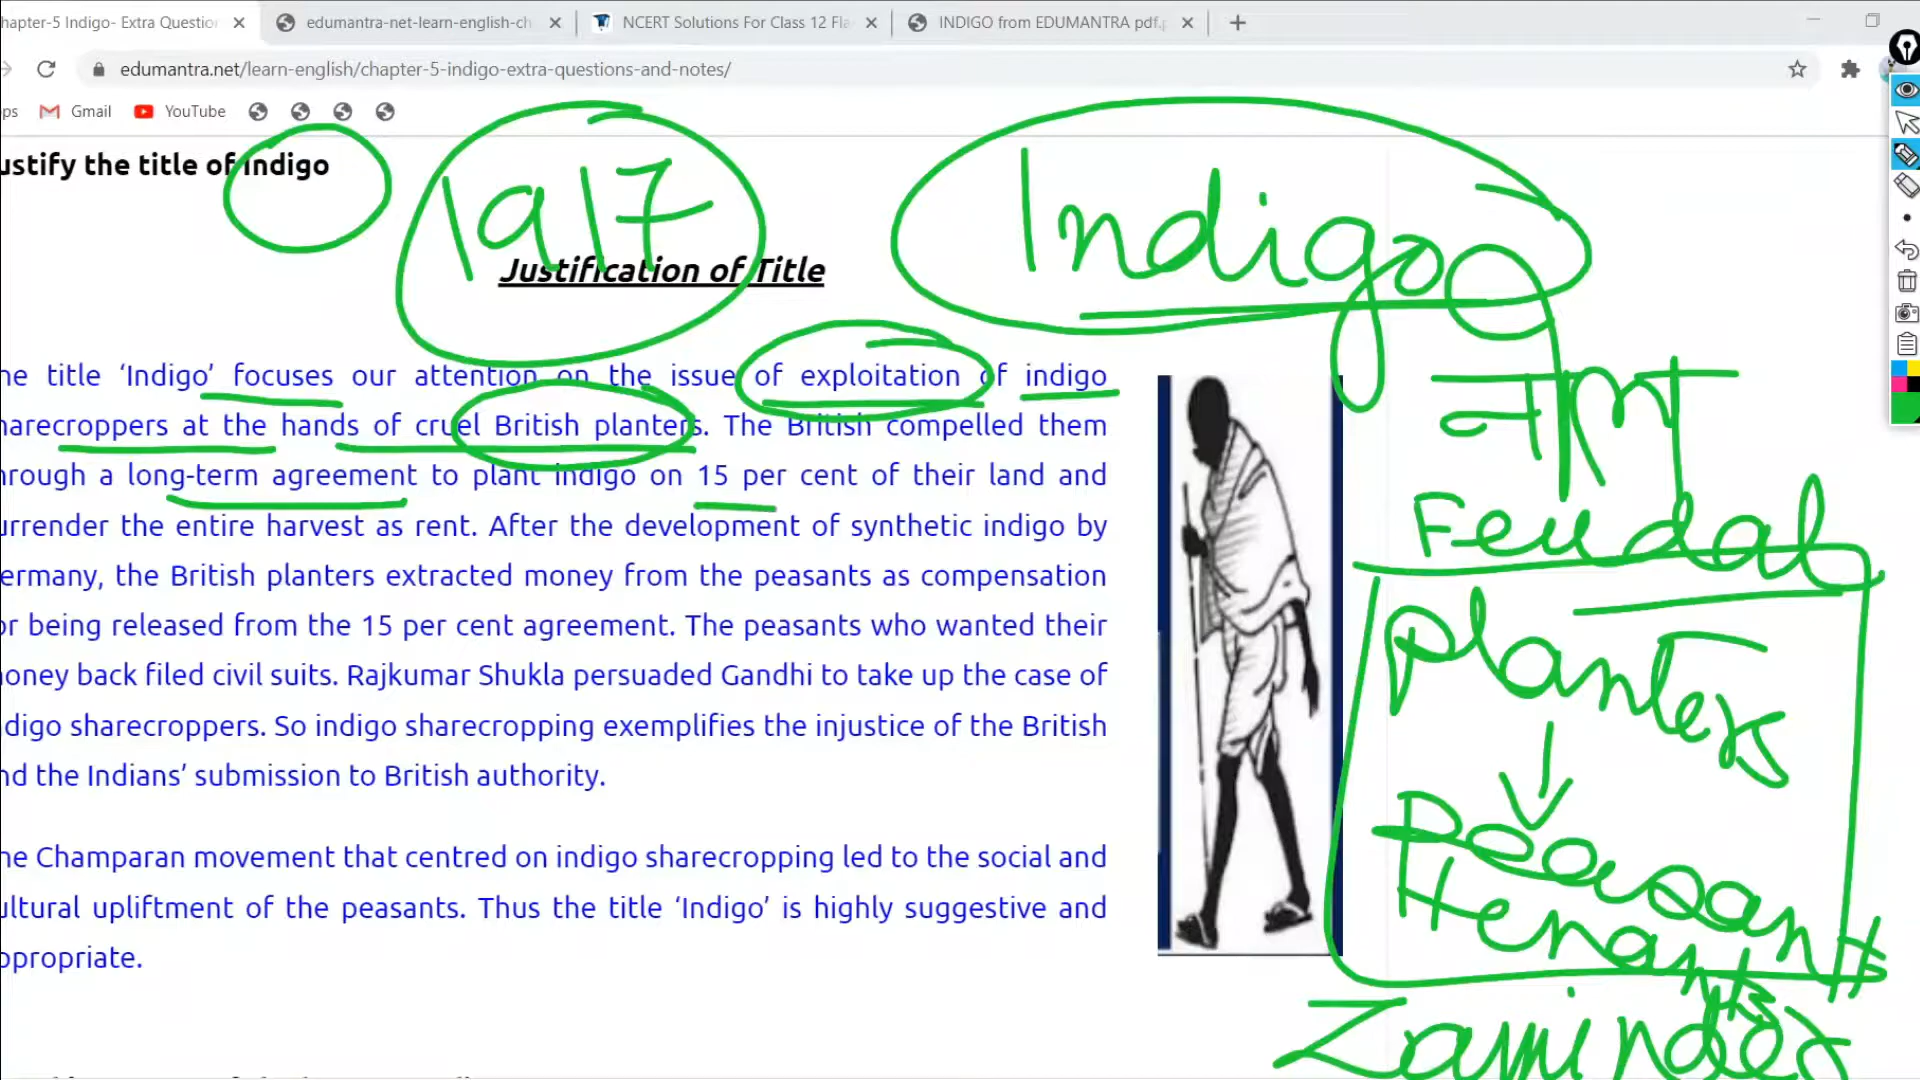 hapter-5 Indigo- Extra Question
edumantra-net-learn-english-ch
NCERT Solutions For Class 12 Fla
INDIGO from EDUMANTRA pdf.p
edumantra.net/learn-english/chapter-5-indigo-extra-questions-and-notes/
ps Gmail YouTube
ustify the title of Indigo
1917
Indigo
Justification of Title
he title ‘Indigo’ focuses our attention on the issue of exploitation of indigo
harecroppers at the hands of cruel British planters. The British compelled them
hrough a long-term agreement to plant indigo on 15 per cent of their land and
urrender the entire harvest as rent. After the development of synthetic indigo by
ermany, the British planters extracted money from the peasants as compensation
or being released from the 15 per cent agreement. The peasants who wanted their
oney back filed civil suits. Rajkumar Shukla persuaded Gandhi to take up the case of
digo sharecroppers. So indigo sharecropping exemplifies the injustice of the British
nd the Indians’ submission to British authority.
he Champaran movement that centred on indigo sharecropping led to the social and
ultural upliftment of the peasants. Thus the title ‘Indigo’ is highly suggestive and
ppropriate.
Feudal
Planters
Peasants
tenants